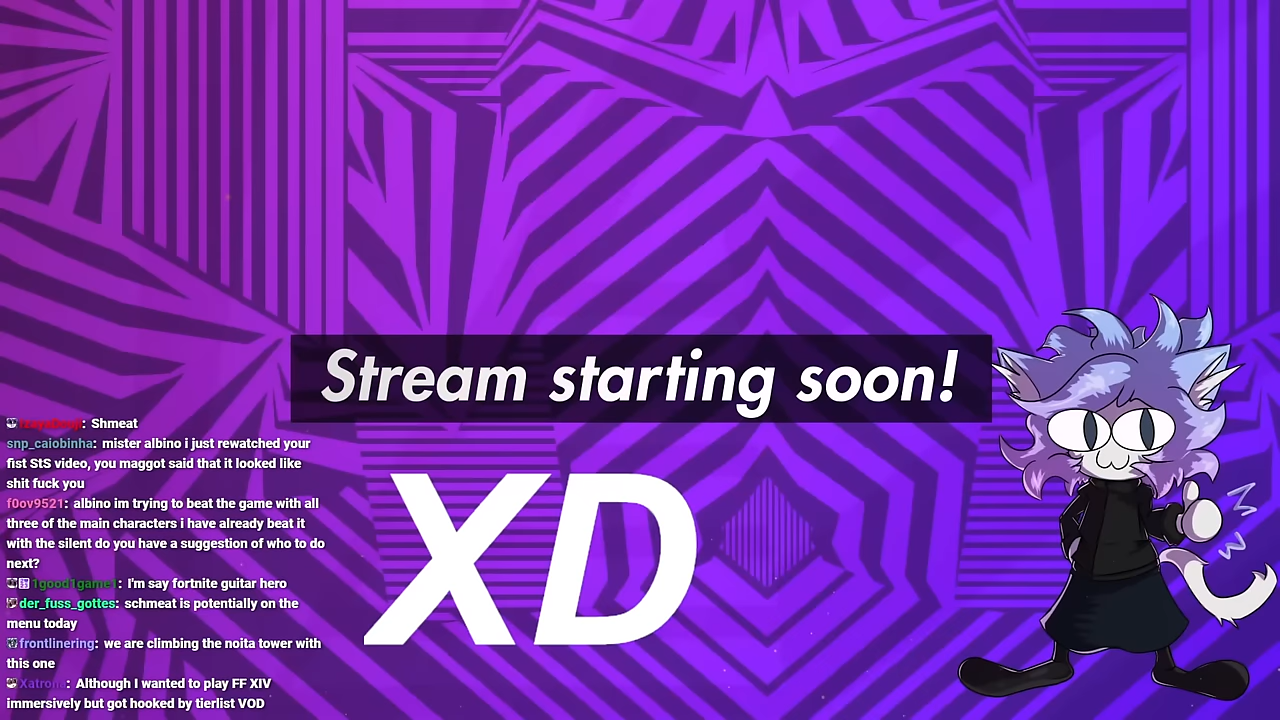 Stream starting soon!
XD
: Shmeat
snp_caiobinha: mister albino i just rewatched your
fist StS video, you maggot said that it looked like
shit fuck you
f0ov9521: albino im trying to beat the game with all
three of the main characters i have already beat it
with the silent do you have a suggestion of who to do
next?
1good1game1: I'm say fortnite guitar hero
der_fuss_gottes: schmeat is potentially on the
menu today
frontlinering: we are climbing the noita tower with
this one
: Although I wanted to play FF XIV
immersively but got hooked by tierlist VOD